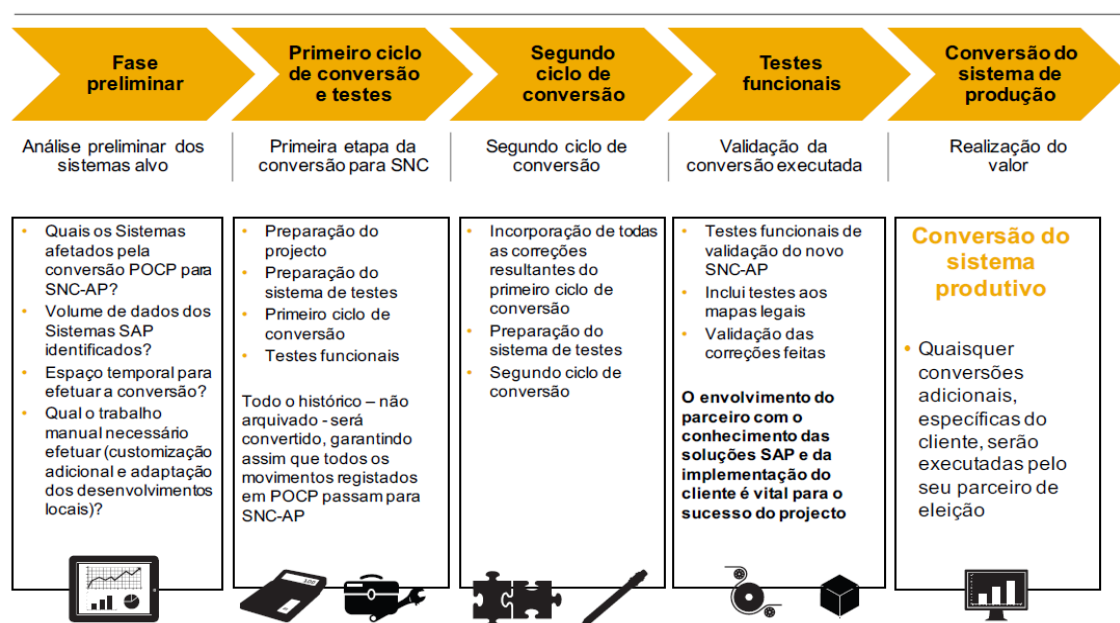 Fase
preliminar
Primeiro ciclo
de conversão
e testes
Segundo
ciclo de
conversão
Testes
funcionais
Conversão do
sistema de
produção
Análise preliminar dos
sistemas alvo
Primeira etapa da
conversão para SNC
Segundo ciclo de
conversão
Validação da
conversão executada
Realização do
valor
• Quais os Sistemas
afetados pela
conversão POCP para
SNC-AP?
• Volume de dados dos
Sistemas SAP
identificados?
• Espaço temporal para
efetuar a conversão?
• Qual o trabalho
manual necessário
efetuar (customização
adicional e adaptação
dos desenvolvimentos
locais)?
• Preparação do
projecto
• Preparação do
sistema de testes
• Primeiro ciclo de
conversão
• Testes funcionais
Todo o histórico – não
arquivado - será
convertido, garantindo
assim que todos os
movimentos registados
em POCP passam para
SNC-AP
• Incorporação de todas
as correções
resultantes do
primeiro ciclo de
conversão
• Preparação do
sistema de testes
• Segundo ciclo de
conversão
• Testes funcionais de
validação do novo
SNC-AP
• Inclui testes aos
mapas legais
• Validação das
correções feitas
O envolvimento do
parceiro com o
conhecimento das
soluções SAP e da
implementação do
cliente é vital para o
sucesso do projecto
Conversão do
sistema
produtivo
• Quaisquer
conversões
adicionais,
específicas do
cliente, serão
executadas pelo
seu parceiro de
eleição